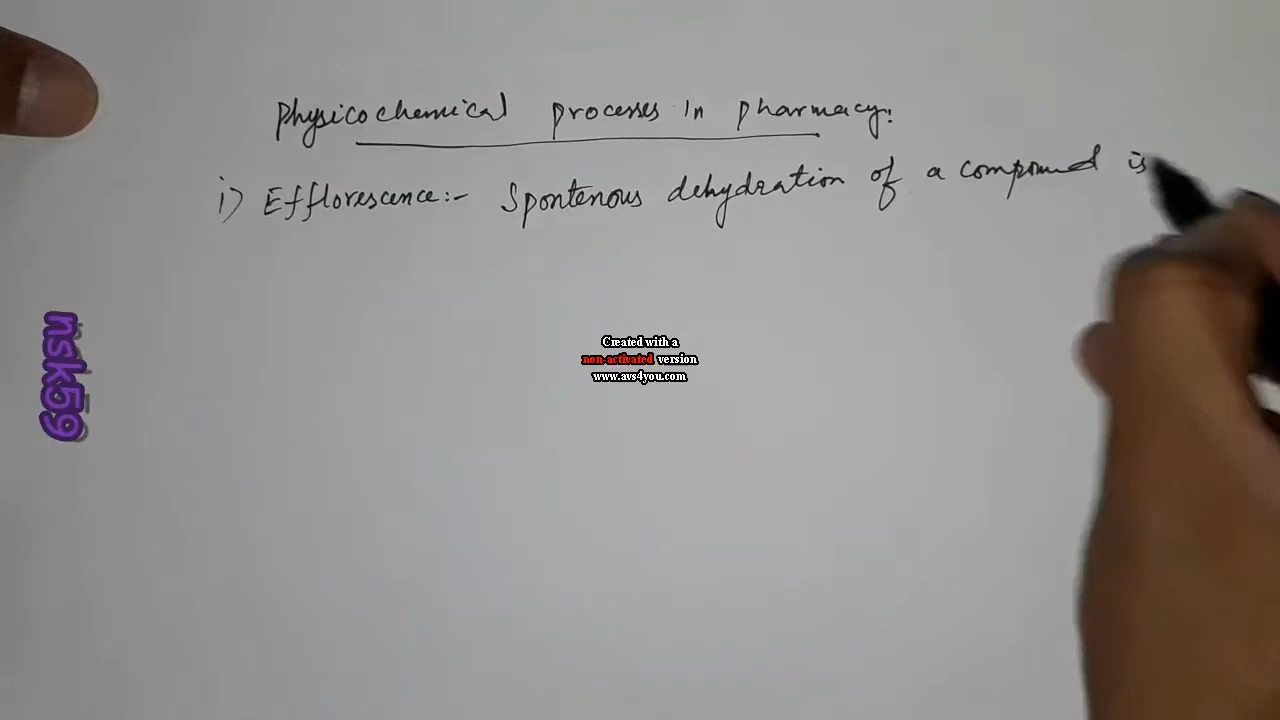 Physicochemical processes in pharmacy:
i) Efflorescence:- Spontenous dehydration of a compound is
nsk59
Created with a
non-activated version
www.avs4you.com